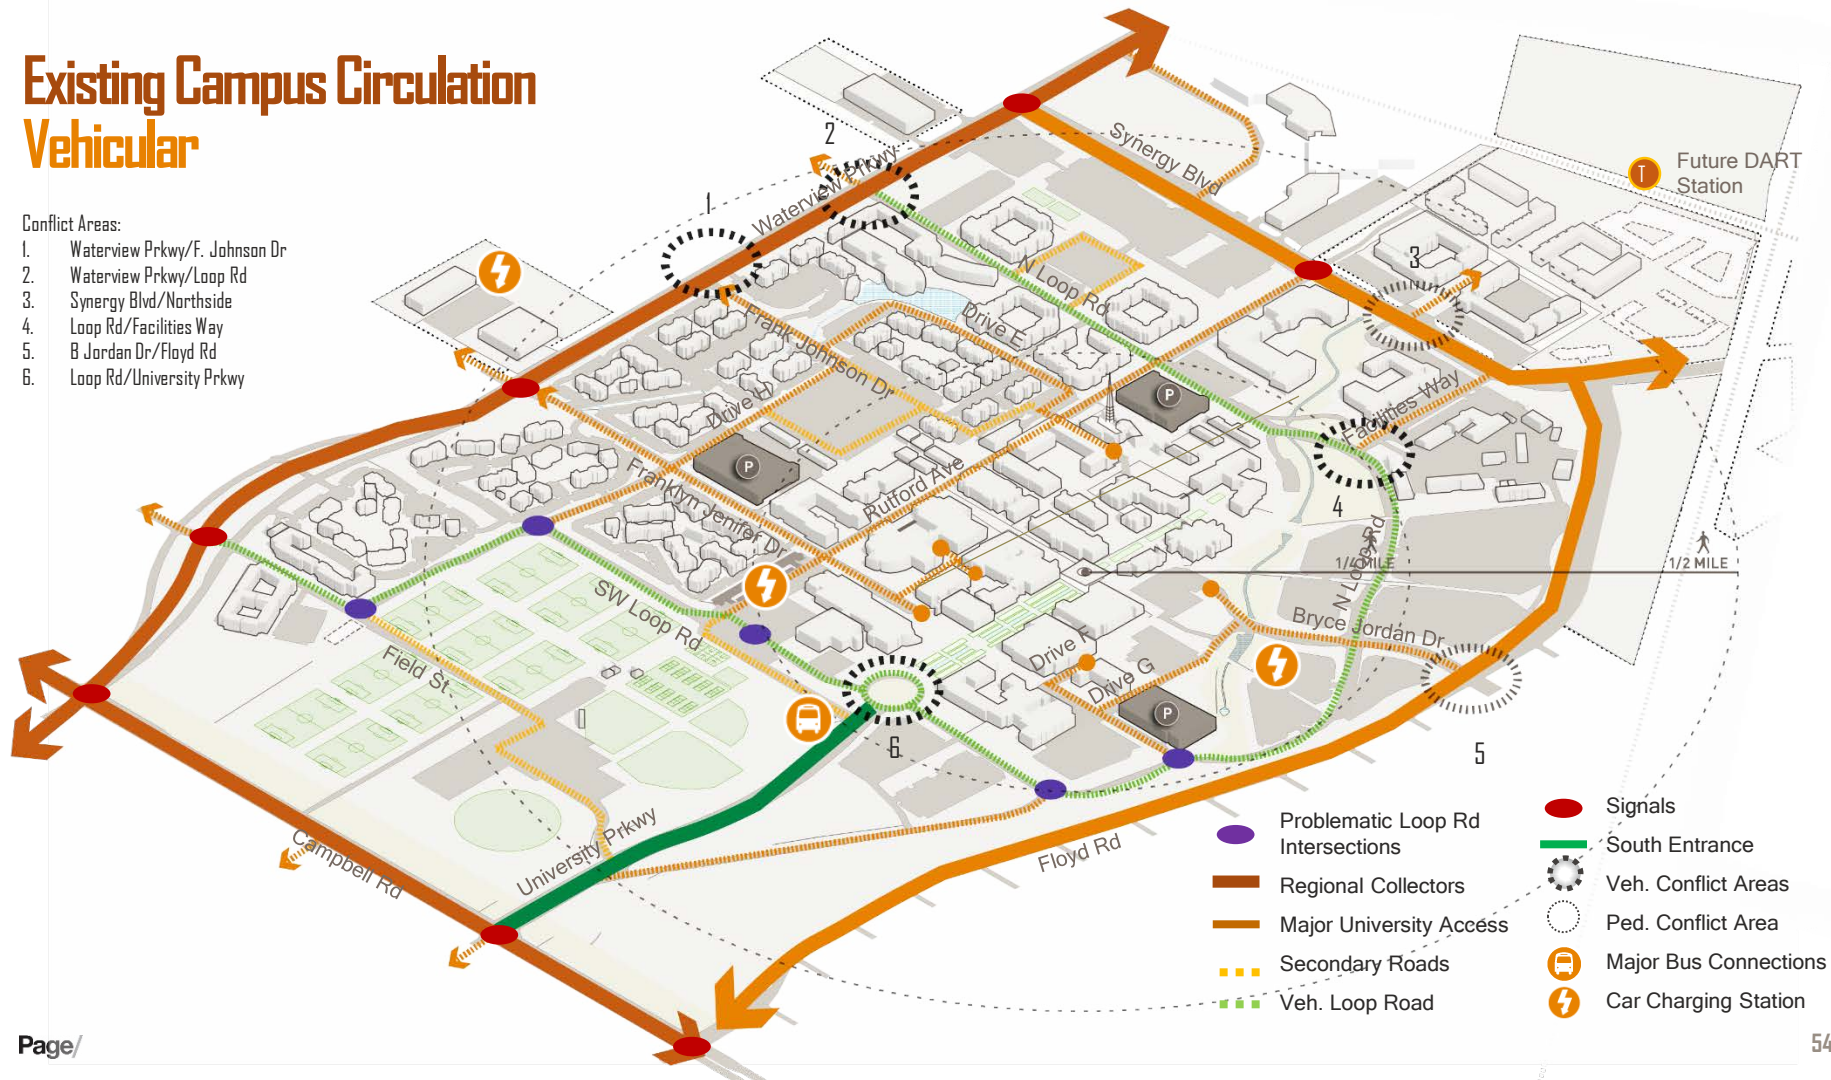 Existing Campus Circulation
Vehicular
Conflict Areas:
1. Waterview Prkwy/F. Johnson Dr
2. Waterview Prkwy/Loop Rd
3. Synergy Blvd/Northside
4. Loop Rd/Facilities Way
5. B Jordan Dr/Floyd Rd
6. Loop Rd/University Prkwy
2
1
Waterview Prkwy
Synergy Blvd
T
Future DART
Station
3
N Loop Rd
Drive E
Frank Johnson Dr
Drive H
P
Facilities Way
P
Franklyn Jenifer Dr
Rutford Ave
4
N Loop Rd
1/4 MILE
1/2 MILE
SW Loop Rd
Bryce Jordan Dr
Field St
Drive F
Drive G
P
6
5
Campbell Rd
University Prkwy
Floyd Rd
Problematic Loop Rd
Intersections
Regional Collectors
Major University Access
Secondary Roads
Veh. Loop Road
Signals
South Entrance
Veh. Conflict Areas
Ped. Conflict Area
Major Bus Connections
Car Charging Station
Page/
54